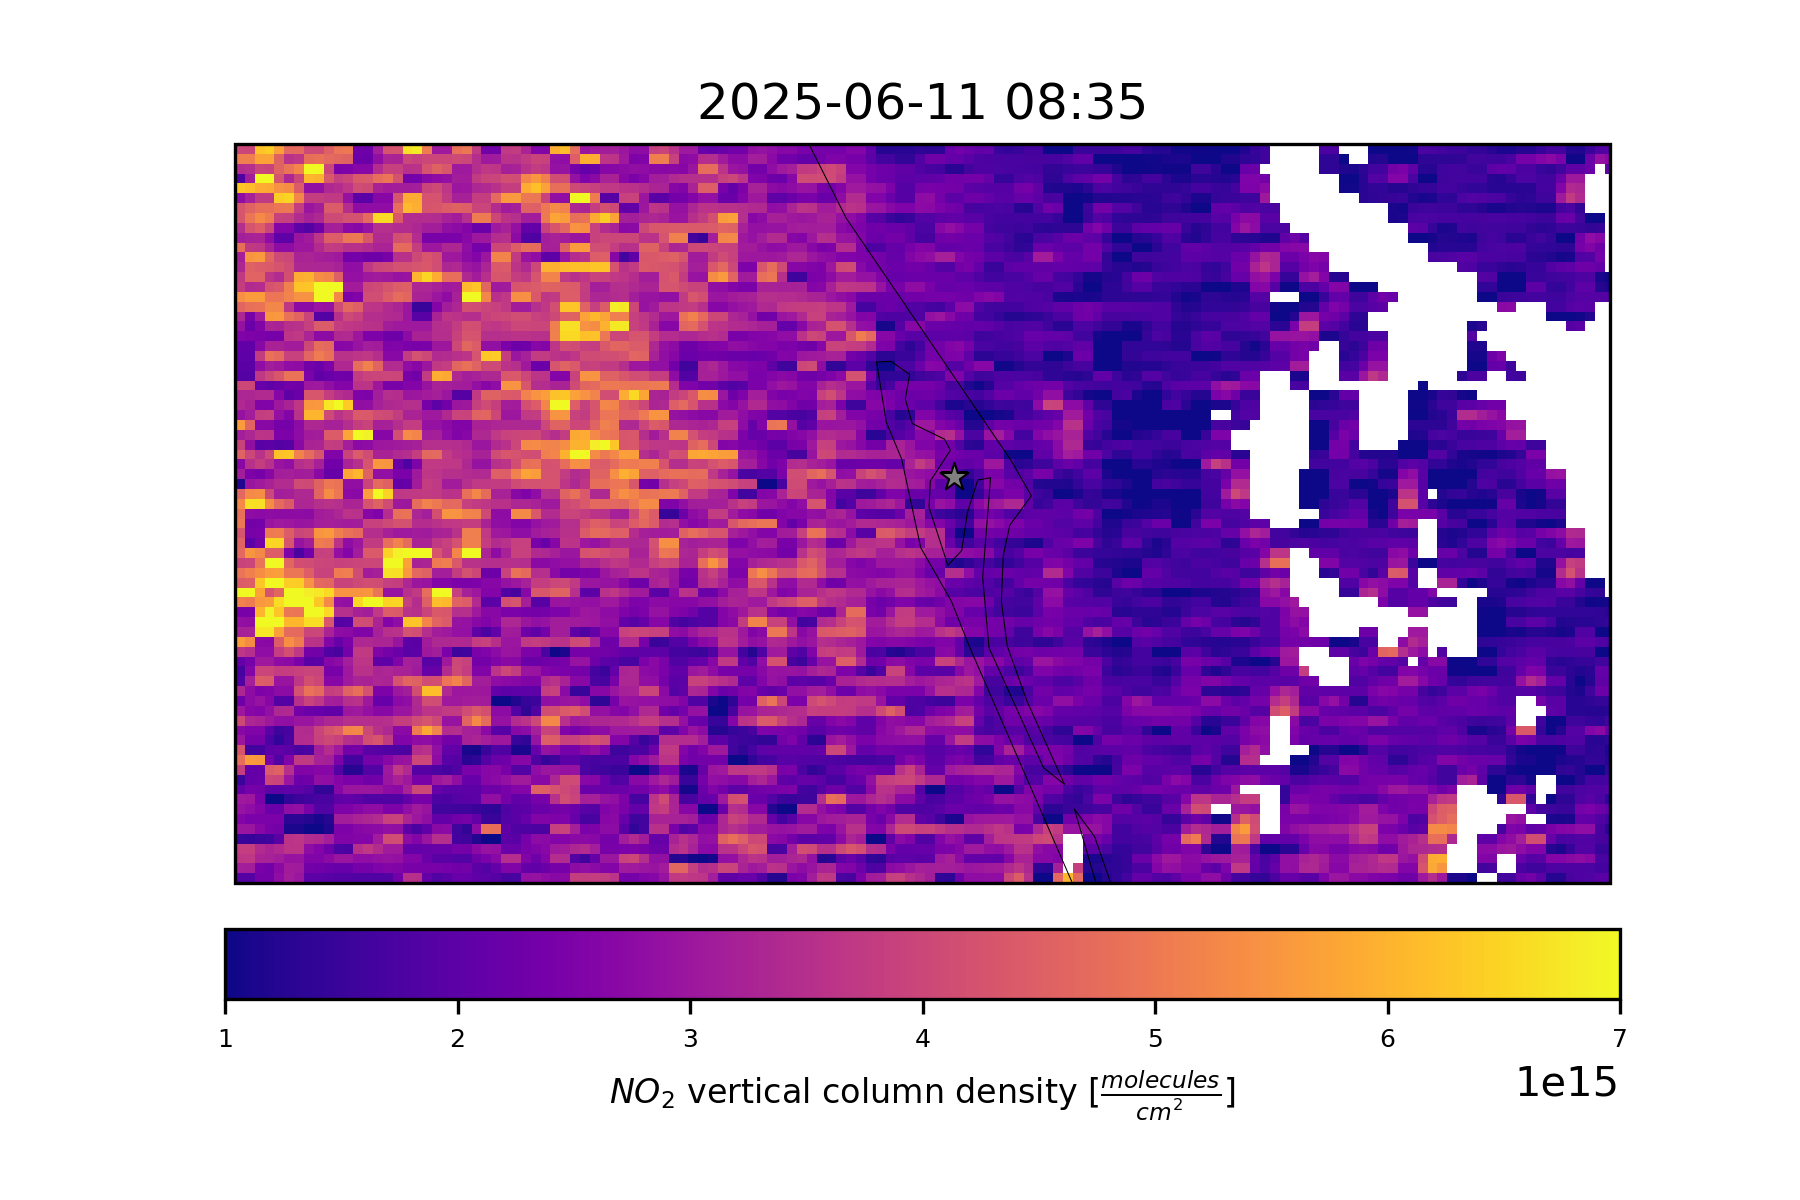 2025-06-11 08:35
1 2 3 4 5 6 7
1e15
NO₂ vertical column density [molecules/cm²]